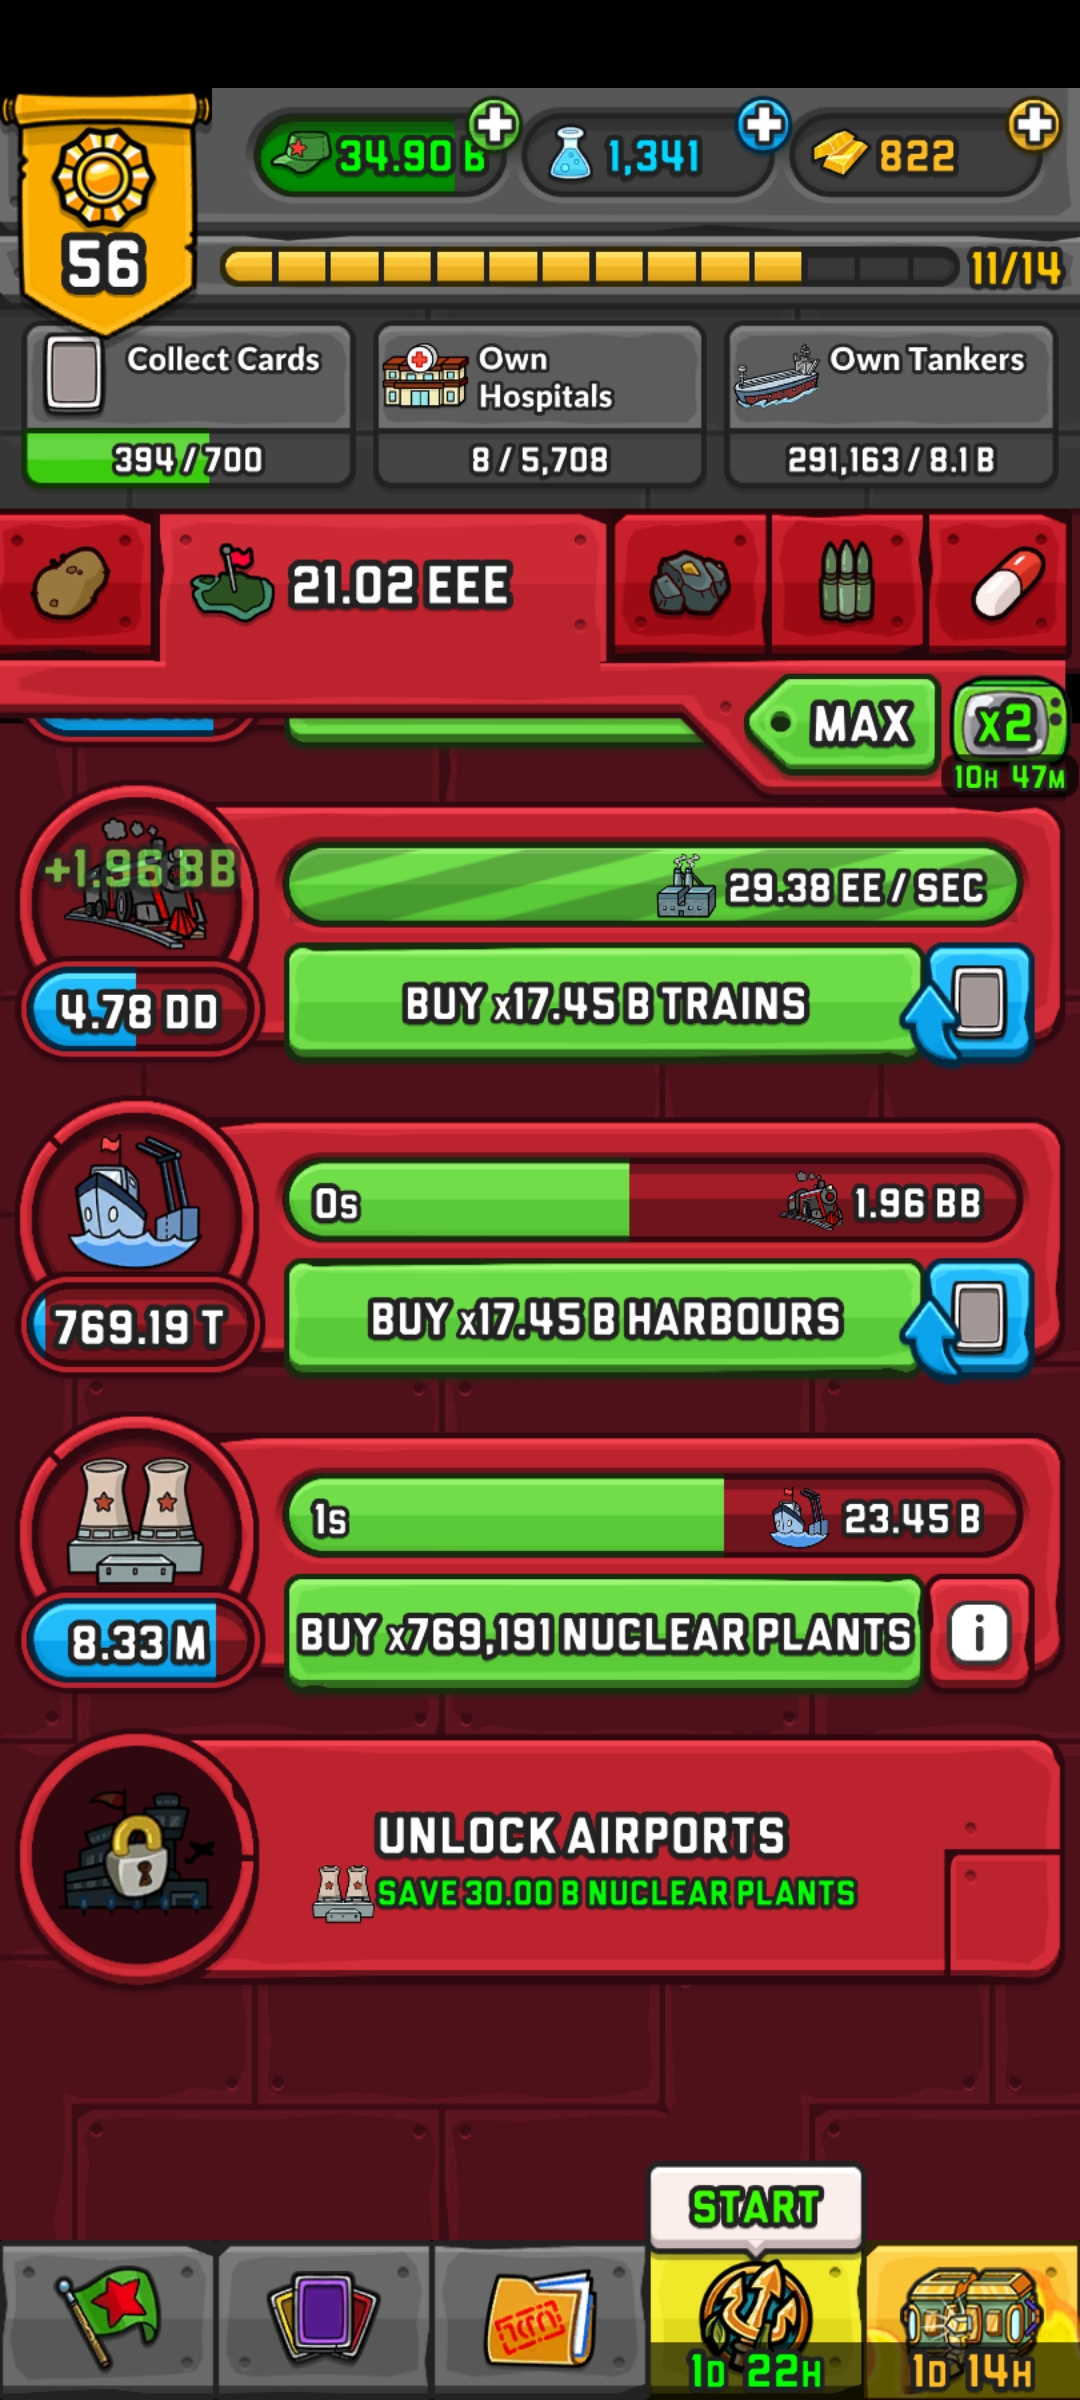 34.90 B
1,341
822
56
11/14
Collect Cards
394/700
Own
Hospitals
8/5,708
Own Tankers
291,163/8.1 B
21.02 EEE
MAX
x2
10H 47M
+1.96 BB
29.38 EE/SEC
4.78 DD
BUY x17.45 B TRAINS
0s
1.96 BB
769.19 T
BUY x17.45 B HARBOURS
1s
23.45 B
8.33 M
BUY x769,191 NUCLEAR PLANTS
i
UNLOCK AIRPORTS
SAVE 30.00 B NUCLEAR PLANTS
START
1D 22H
1D 14H